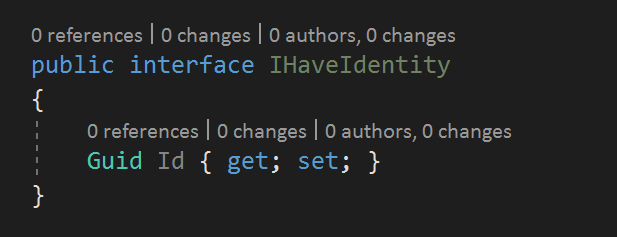 0 references | 0 changes | 0 authors, 0 changes
public interface IHaveIdentity
{
0 references | 0 changes | 0 authors, 0 changes
Guid Id { get; set; }
}